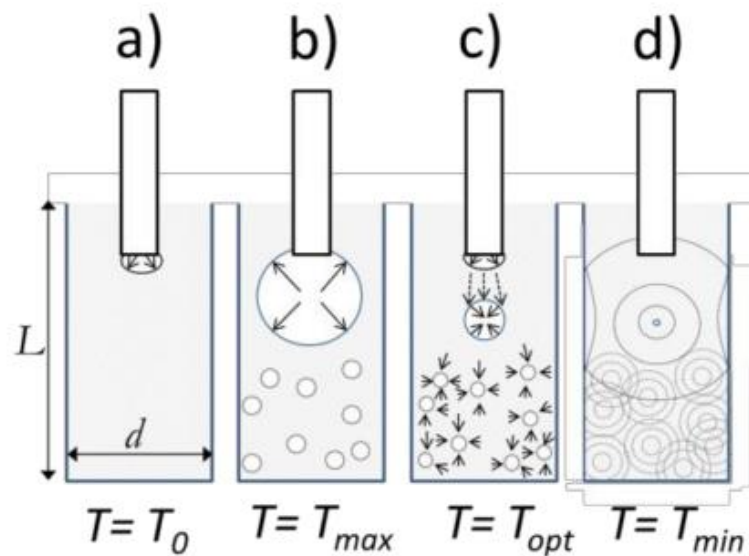 a) b) c) d)
L
d
T= T0 T= Tmax T= Topt T= Tmin